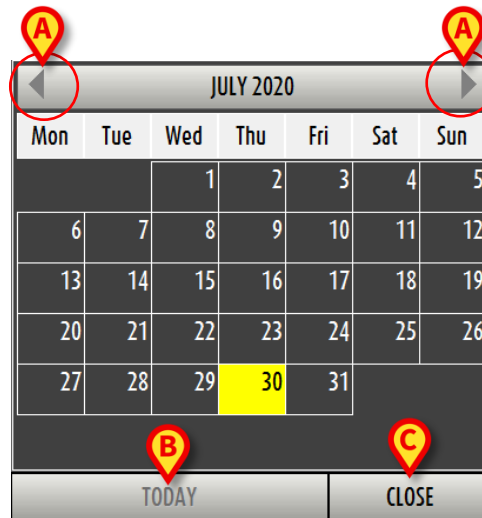 A A
JULY 2020
Mon Tue Wed Thu Fri Sat Sun
1 2 3 4 5
6 7 8 9 10 11 12
13 14 15 16 17 18 19
20 21 22 23 24 25 26
27 28 29 30 31
B C
TODAY CLOSE